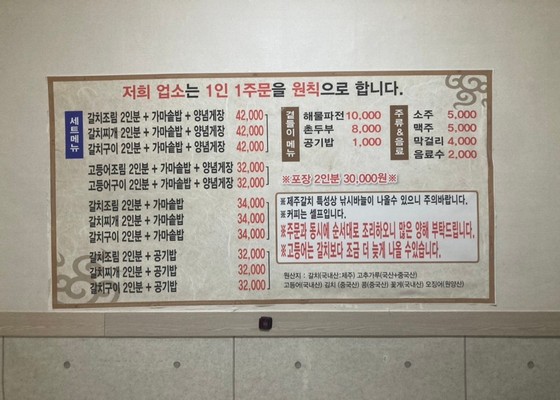 저희 업소는 1인 1주문을 원칙으로 합니다.
세트메뉴
갈치조림 2인분 + 가마솥밥 + 양념게장 42,000
갈치찌개 2인분 + 가마솥밥 + 양념게장 42,000
갈치구이 2인분 + 가마솥밥 + 양념게장 42,000
고등어조림 2인분 + 가마솥밥 + 양념게장 32,000
고등어구이 2인분 + 가마솥밥 + 양념게장 32,000
갈치조림 2인분 + 가마솥밥 34,000
갈치찌개 2인분 + 가마솥밥 34,000
갈치구이 2인분 + 가마솥밥 34,000
갈치조림 2인분 + 공기밥 32,000
갈치찌개 2인분 + 공기밥 32,000
갈치구이 2인분 + 공기밥 32,000
곁들이 메뉴
해물파전 10,000
촌두부 8,000
공기밥 1,000
주류&음료
소주 5,000
맥주 5,000
막걸리 4,000
음료수 2,000
※포장 2인분 30,000원※
※제주갈치 특성상 낚시바늘이 나올수 있으니 주의바랍니다.
※커피는 셀프입니다.
※주문과 동시에 순서대로 조리하오니 많은 양해 부탁드립니다.
※고등어는 갈치보다 조금 더 늦게 나올 수있습니다.
원산지 : 갈치(국내산:제주) 고추가루(국산+중국산)
고등어(국내산) 김치 (중국산) 콩(중국산) 꽃게(국내산) 오징어(원양산)